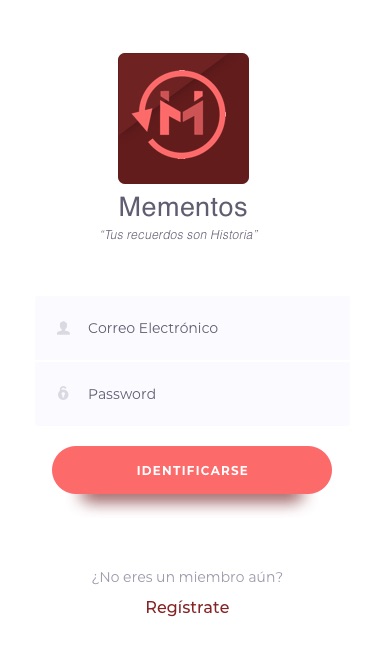 Mementos
“Tus recuerdos son Historia”
Correo Electrónico
Password
IDENTIFICARSE
¿No eres un miembro aún?
Regístrate